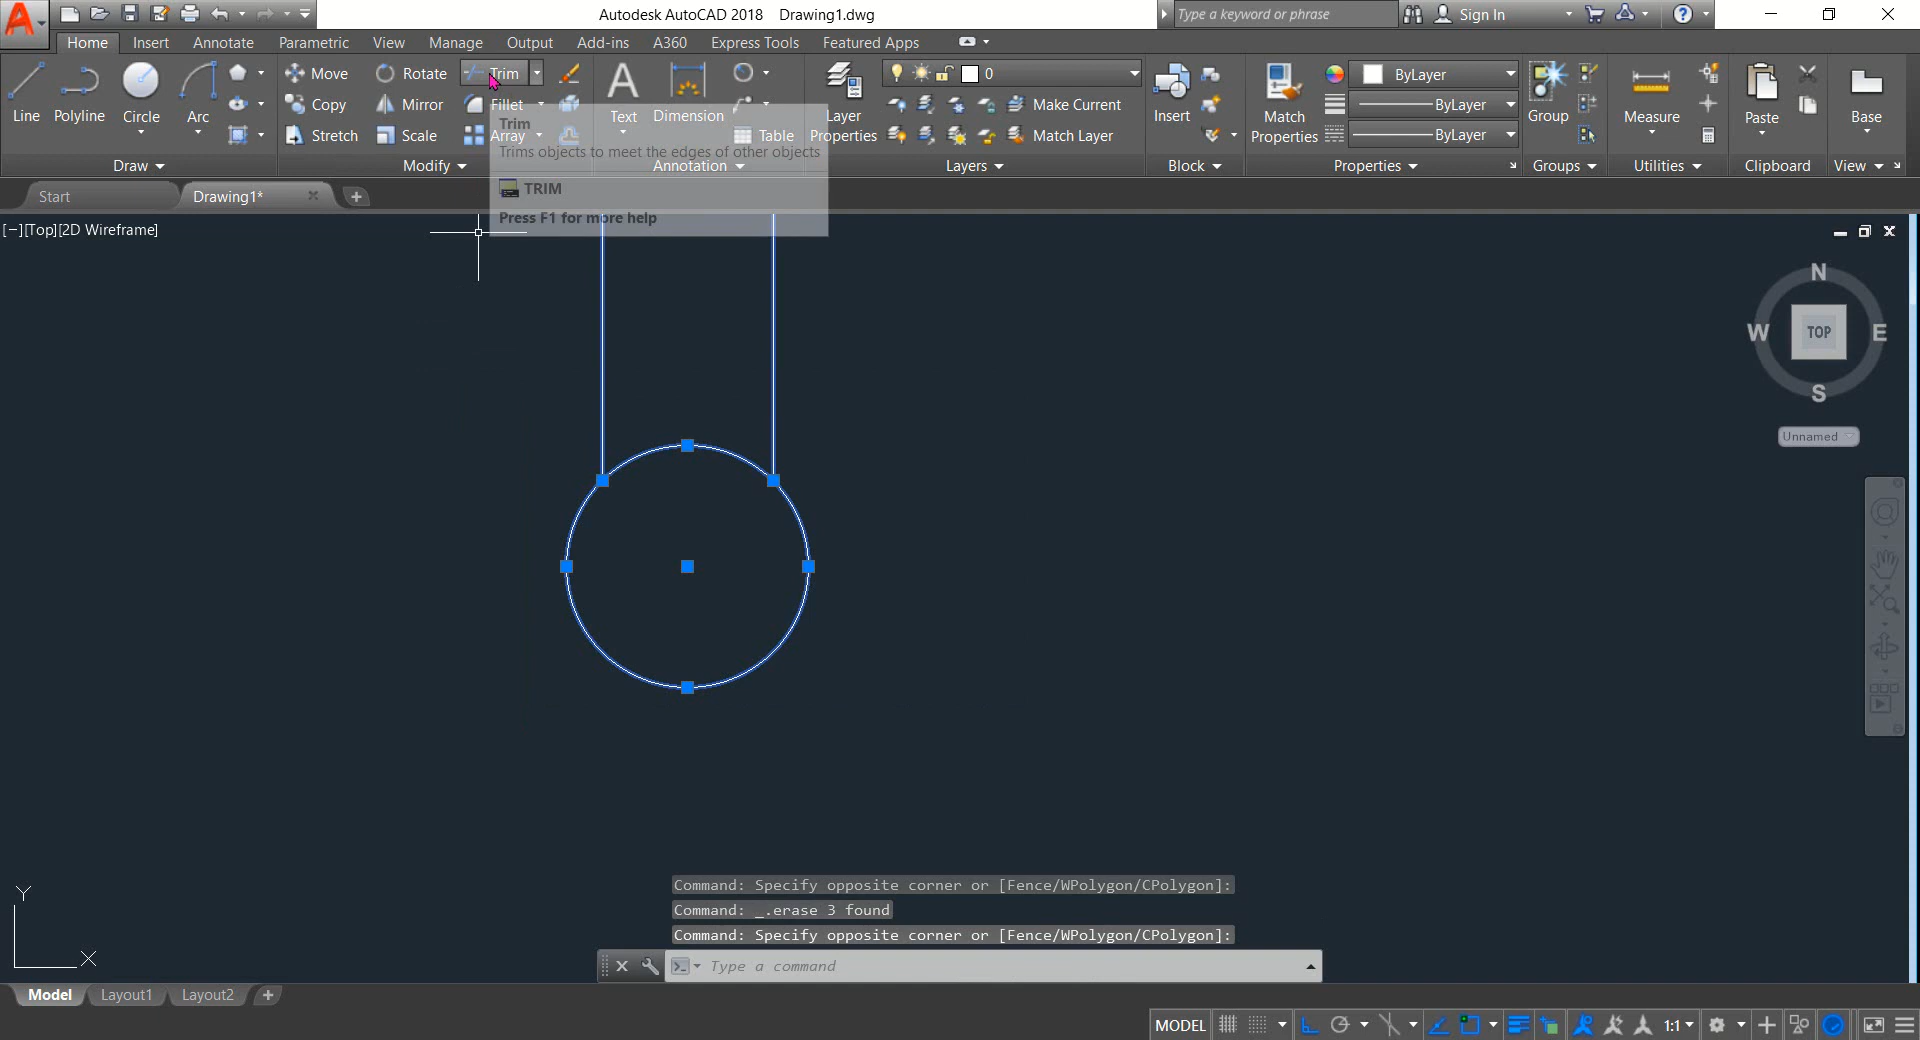 Autodesk AutoCAD 2018 Drawing1.dwg
Type a keyword or phrase
Sign In
Home Insert Annotate Parametric View Manage Output Add-ins A360 Express Tools Featured Apps
Move Rotate Trim
Copy Mirror Fillet
Stretch Scale Array
Line Polyline Circle Arc
Text Dimension Table
Layer Properties
0
Make Current
Match Layer
Insert
Match Properties
ByLayer
ByLayer
ByLayer
Group
Measure
Paste
Base
Draw Modify Annotation Layers Block Properties Groups Utilities Clipboard View
Trim
Trims objects to meet the edges of other objects
TRIM
Press F1 for more help
Start Drawing1*
[−][Top][2D Wireframe]
N
W TOP E
S
Unnamed
Y
X
Command: Specify opposite corner or [Fence/WPolygon/CPolygon]:
Command: _.erase 3 found
Command: Specify opposite corner or [Fence/WPolygon/CPolygon]:
Type a command
Model Layout1 Layout2
MODEL 1:1